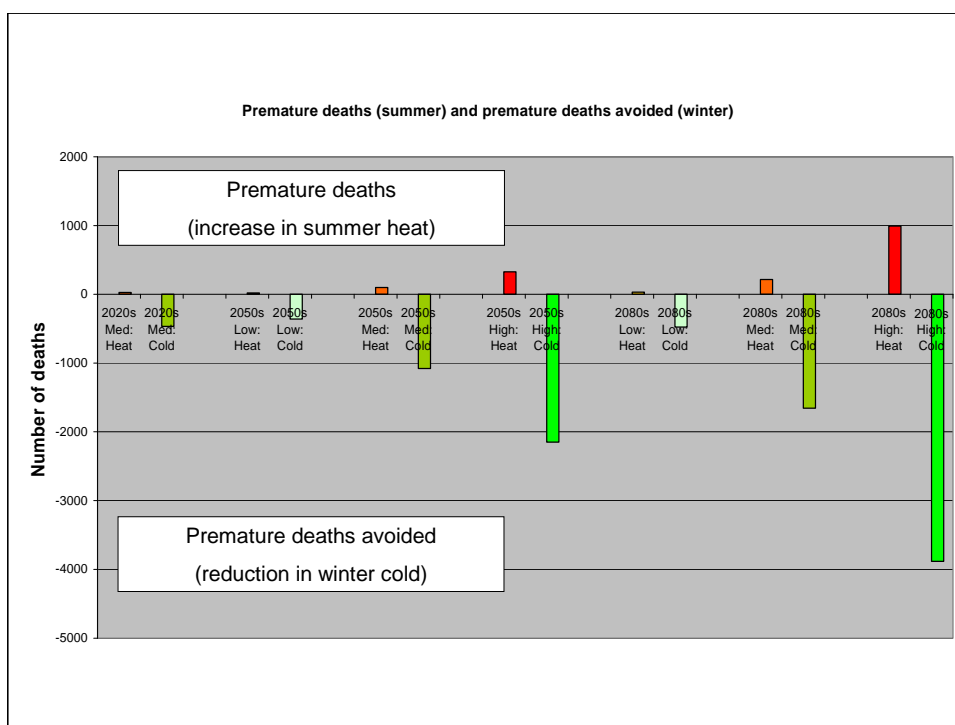 Premature deaths (summer) and premature deaths avoided (winter)
Number of deaths
2000
1000
0
-1000
-2000
-3000
-4000
-5000
Premature deaths
(increase in summer heat)
2020s
Med:
Heat
2020s
Med:
Cold
2050s
Low:
Heat
2050s
Low:
Cold
2050s
Med:
Heat
2050s
Med:
Cold
2050s
High:
Heat
2050s
High:
Cold
2080s
Low:
Heat
2080s
Low:
Cold
2080s
Med:
Heat
2080s
Med:
Cold
2080s
High:
Heat
2080s
High:
Cold
Premature deaths avoided
(reduction in winter cold)